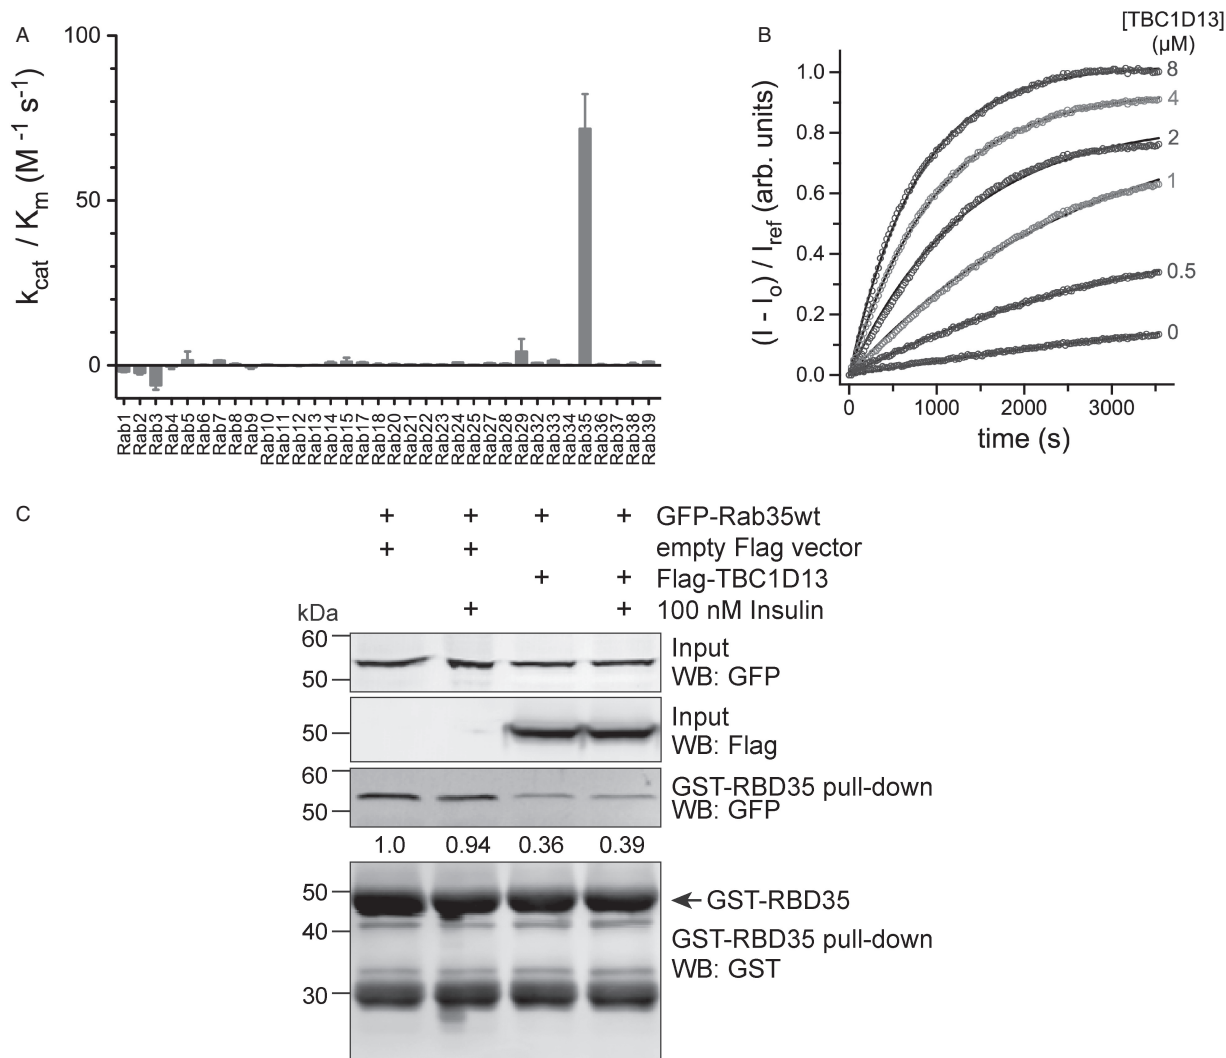 A
100
50
0
k_cat / K_m (M⁻¹ s⁻¹)
Rab1
Rab2
Rab3
Rab4
Rab5
Rab6
Rab7
Rab8
Rab9
Rab10
Rab11
Rab12
Rab13
Rab14
Rab15
Rab17
Rab18
Rab20
Rab21
Rab22
Rab23
Rab24
Rab25
Rab27
Rab28
Rab29
Rab32
Rab33
Rab34
Rab35
Rab36
Rab37
Rab38
Rab39
B
[TBC1D13]
(µM)
(I - I_o) / I_ref (arb. units)
1.0
0.8
0.6
0.4
0.2
0.0
8
4
2
1
0.5
0
0 1000 2000 3000
time (s)
C
+ + + + GFP-Rab35wt
+ + empty Flag vector
+ + Flag-TBC1D13
+ + 100 nM Insulin
kDa
60
50
Input
WB: GFP
50
Input
WB: Flag
60
50
GST-RBD35 pull-down
WB: GFP
1.0 0.94 0.36 0.39
50
40
30
GST-RBD35
GST-RBD35 pull-down
WB: GST